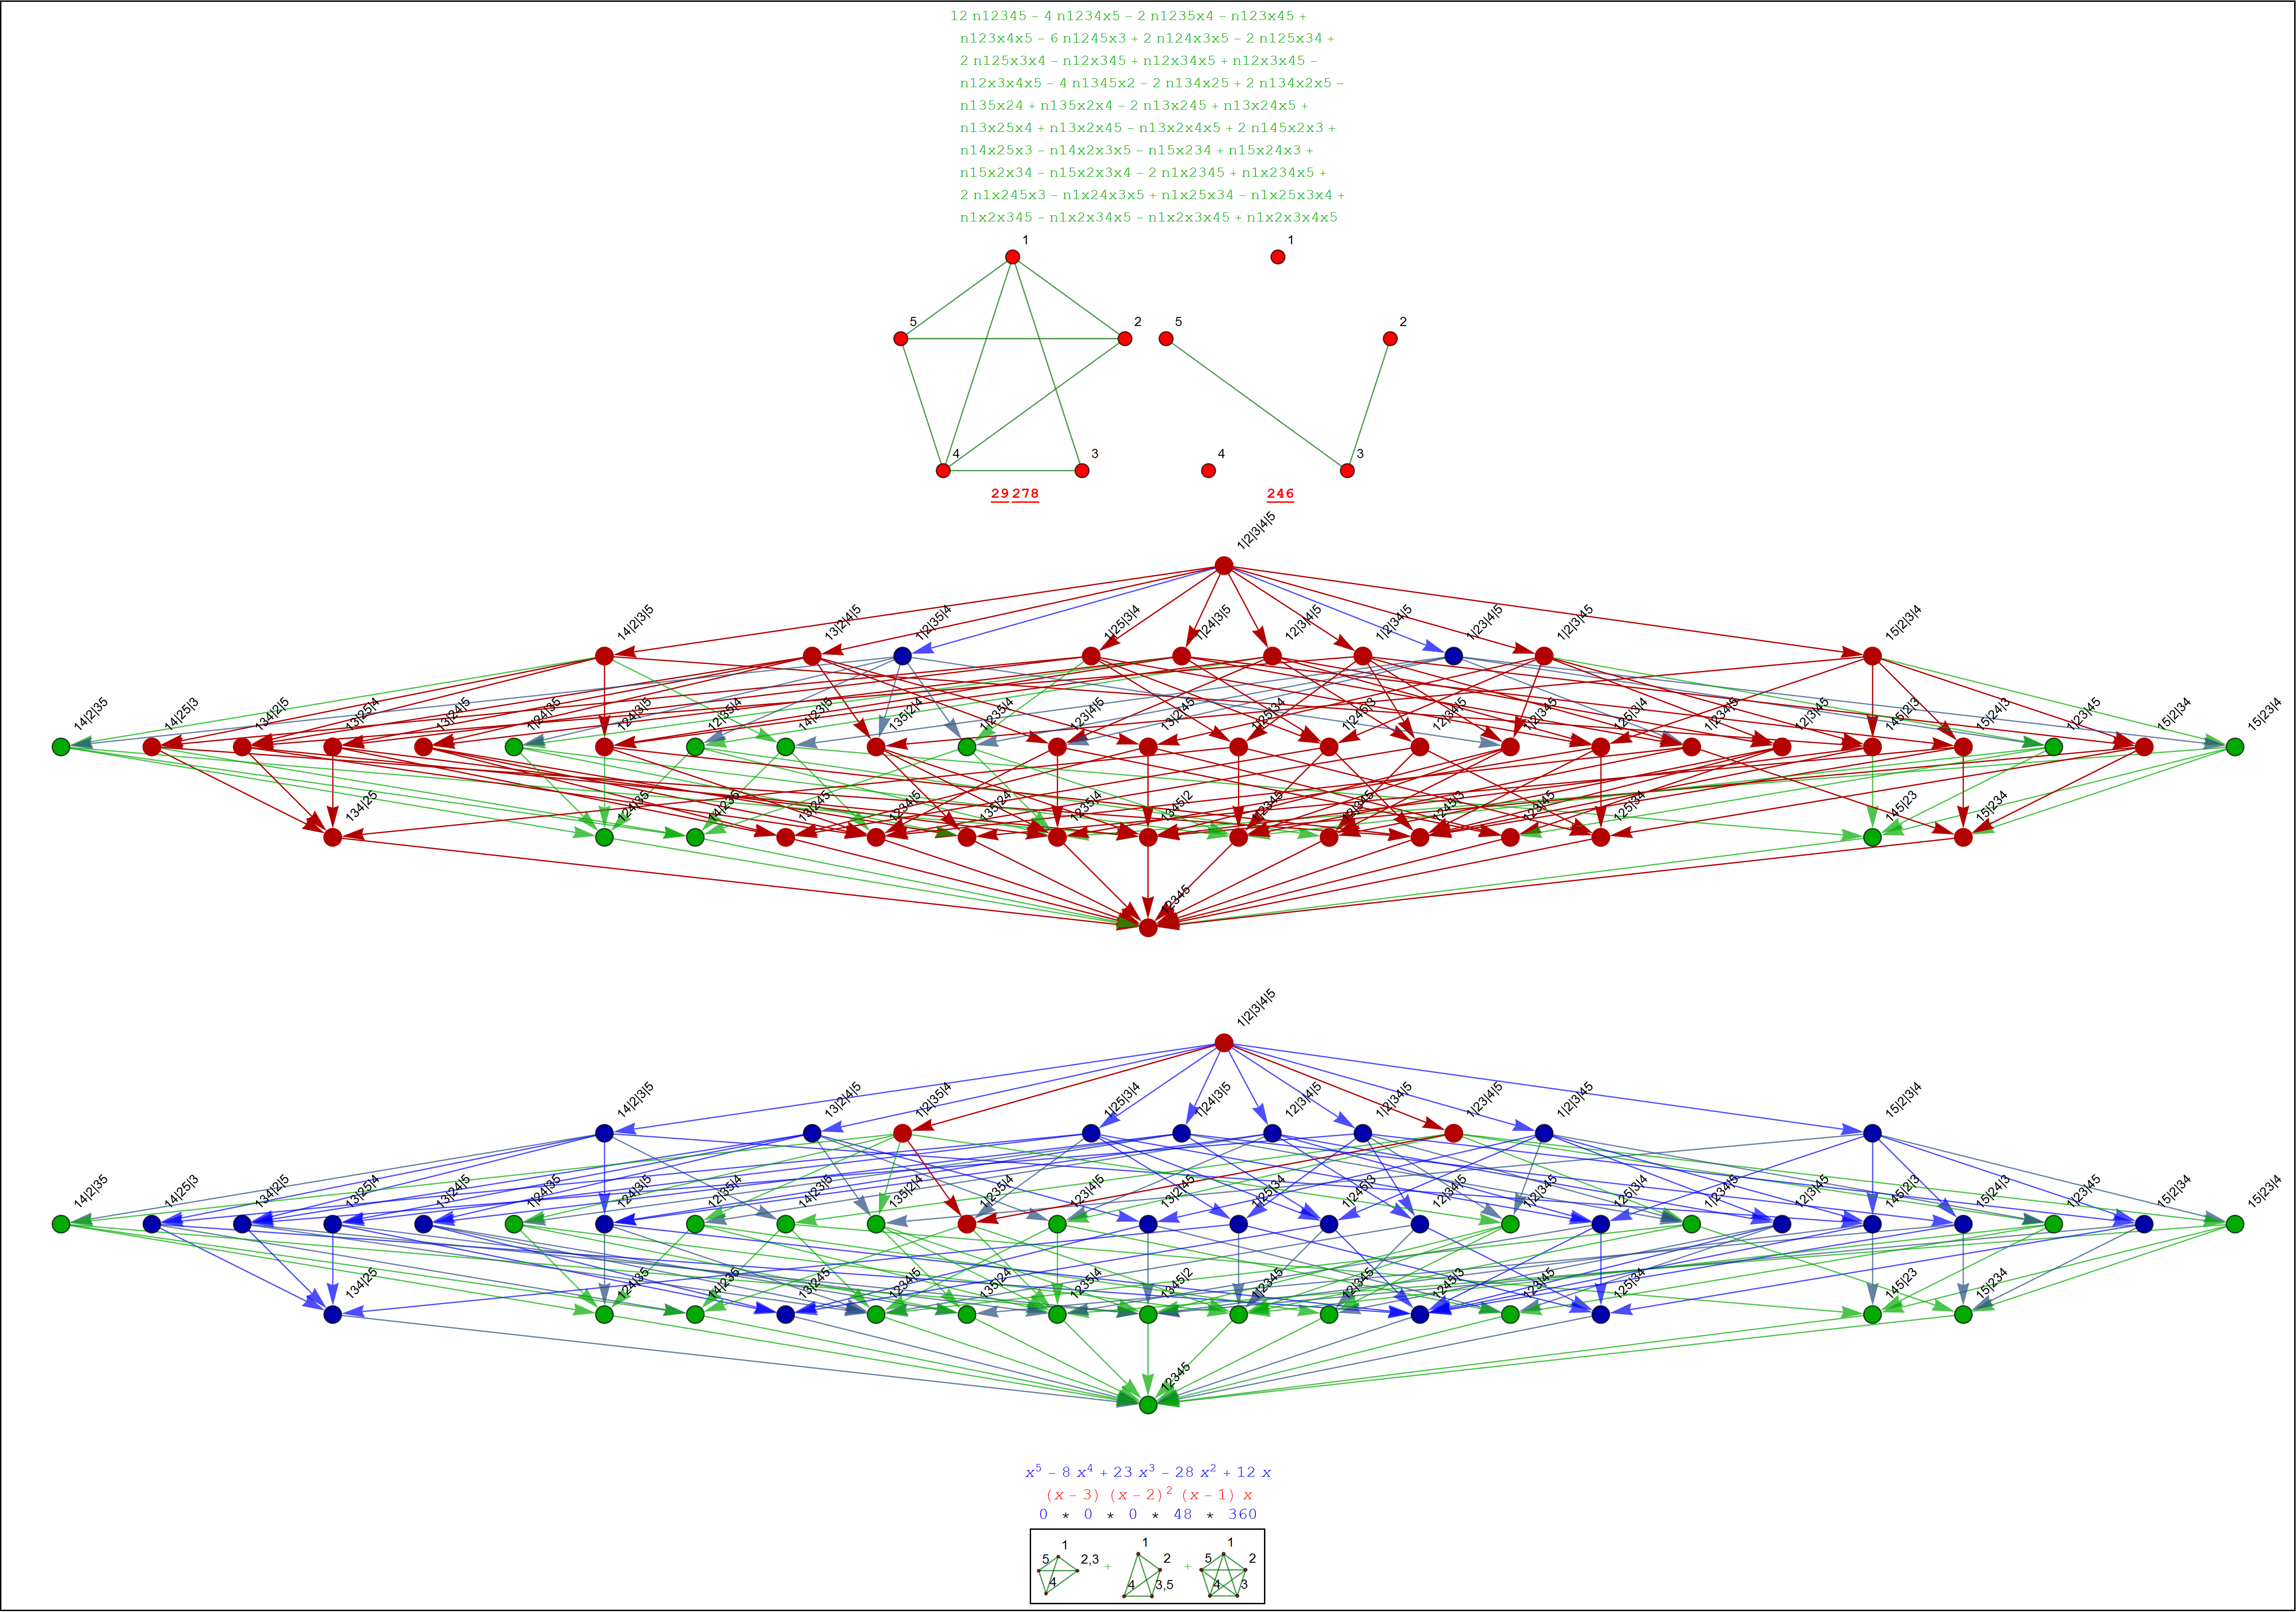 12 n12345 – 4 n1234x5 – 2 n1235x4 – n123x45 +
n123x4x5 – 6 n1245x3 + 2 n124x3x5 – 2 n125x34 +
2 n125x3x4 – n12x345 + n12x34x5 + n12x3x45 –
n12x3x4x5 – 4 n1345x2 – 2 n134x25 + 2 n134x2x5 –
n135x24 + n135x2x4 – 2 n13x245 + n13x24x5 +
n13x25x4 + n13x2x45 – n13x2x4x5 + 2 n145x2x3 +
n14x25x3 – n14x2x3x5 – n15x234 + n15x24x3 +
n15x2x34 – n15x2x3x4 – 2 n1x2345 + n1x234x5 +
2 n1x245x3 – n1x24x3x5 + n1x25x34 – n1x25x3x4 +
n1x2x345 – n1x2x34x5 – n1x2x3x45 + n1x2x3x4x5
1 1
5 2 5 2
4 3 4 3
29 278 246
1|2|3|4|5
14|2|3|5 13|2|4|5 1|2|35|4 1|25|3|4 1|24|3|5 12|3|4|5 1|2|34|5 1|23|4|5 1|2|3|45 15|2|3|4
14|2|35 14|25|3 134|2|5 13|25|4 13|24|5 1|24|35 124|3|5 12|35|4 14|23|5 135|2|4 1|235|4 123|4|5 13|2|45 1|25|34 1|245|3 12|34|5 1|2|345 125|3|4 1|234|5 12|3|45 145|2|3 15|24|3 1|23|45 15|2|34 15|23|4
134|25 124|35 14|235 13|245 1234|5 135|24 1235|4 1345|2 1|2345 12|345 1245|3 123|45 125|34 145|23 15|234
12345
1|2|3|4|5
14|2|3|5 13|2|4|5 1|2|35|4 1|25|3|4 1|24|3|5 12|3|4|5 1|2|34|5 1|23|4|5 1|2|3|45 15|2|3|4
14|2|35 14|25|3 134|2|5 13|25|4 13|24|5 1|24|35 124|3|5 12|35|4 14|23|5 135|2|4 1|235|4 123|4|5 13|2|45 1|25|34 1|245|3 12|34|5 1|2|345 125|3|4 1|234|5 12|3|45 145|2|3 15|24|3 1|23|45 15|2|34 15|23|4
134|25 124|35 14|235 13|245 1234|5 135|24 1235|4 1345|2 1|2345 12|345 1245|3 123|45 125|34 145|23 15|234
12345
x⁵ – 8 x⁴ + 23 x³ – 28 x² + 12 x
(x – 3) (x – 2)² (x – 1) x
0 * 0 * 0 * 48 * 360
1 1 1
5 2,3 + 2 + 5 2
4 4 3,5 4 3